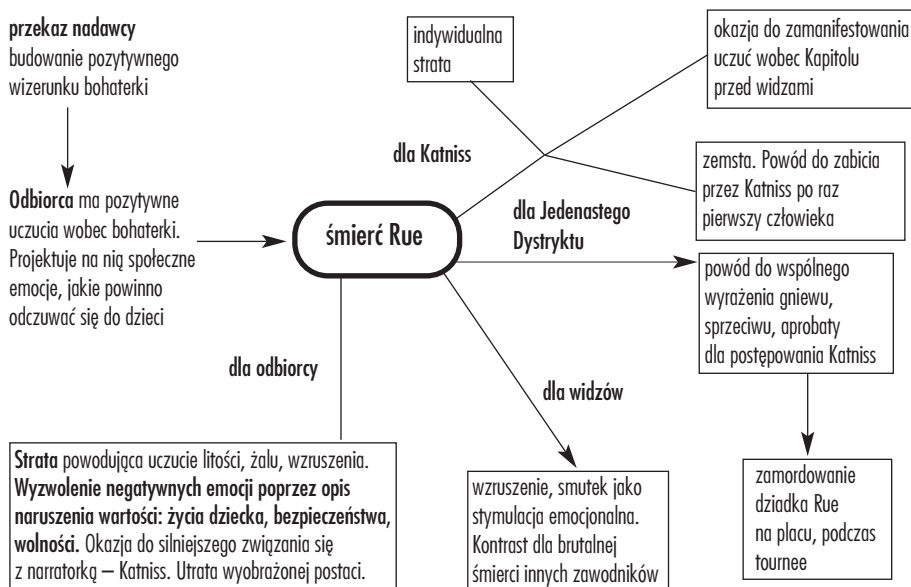 przekaz nadawcy
budowanie pozytywnego
wizerunku bohaterki
Odbiorca ma pozytywne
uczucia wobec bohaterki.
Projektuje na nią społeczne
emocje, jakie powinno
odczuwać się do dzieci
śmierć Rue
dla Katniss
indywidualna
strata
okazja do zamanifestowania
uczuć wobec Kapitolu
przed widzami
zemsta. Powód do zabicia
przez Katniss po raz
pierwszy człowieka
dla Jedenastego
Dystryktu
powód do wspólnego
wyrażenia gniewu,
sprzeciwu, aprobaty
dla postępowania Katniss
zamordowanie
dziadka Rue
na placu, podczas
tournee
dla widzów
wzruszenie, smutek jako
stymulacja emocjonalna.
Kontrast dla brutalnej
śmierci innych zawodników
dla odbiorcy
Strata powodująca uczucie litości, żalu, wzruszenia.
Wyzwolenie negatywnych emocji poprzez opis
naruszenia wartości: życia dziecka, bezpieczeństwa,
wolności. Okazja do silniejszego związania się
z narratorką – Katniss. Utrata wyobrażonej postaci.